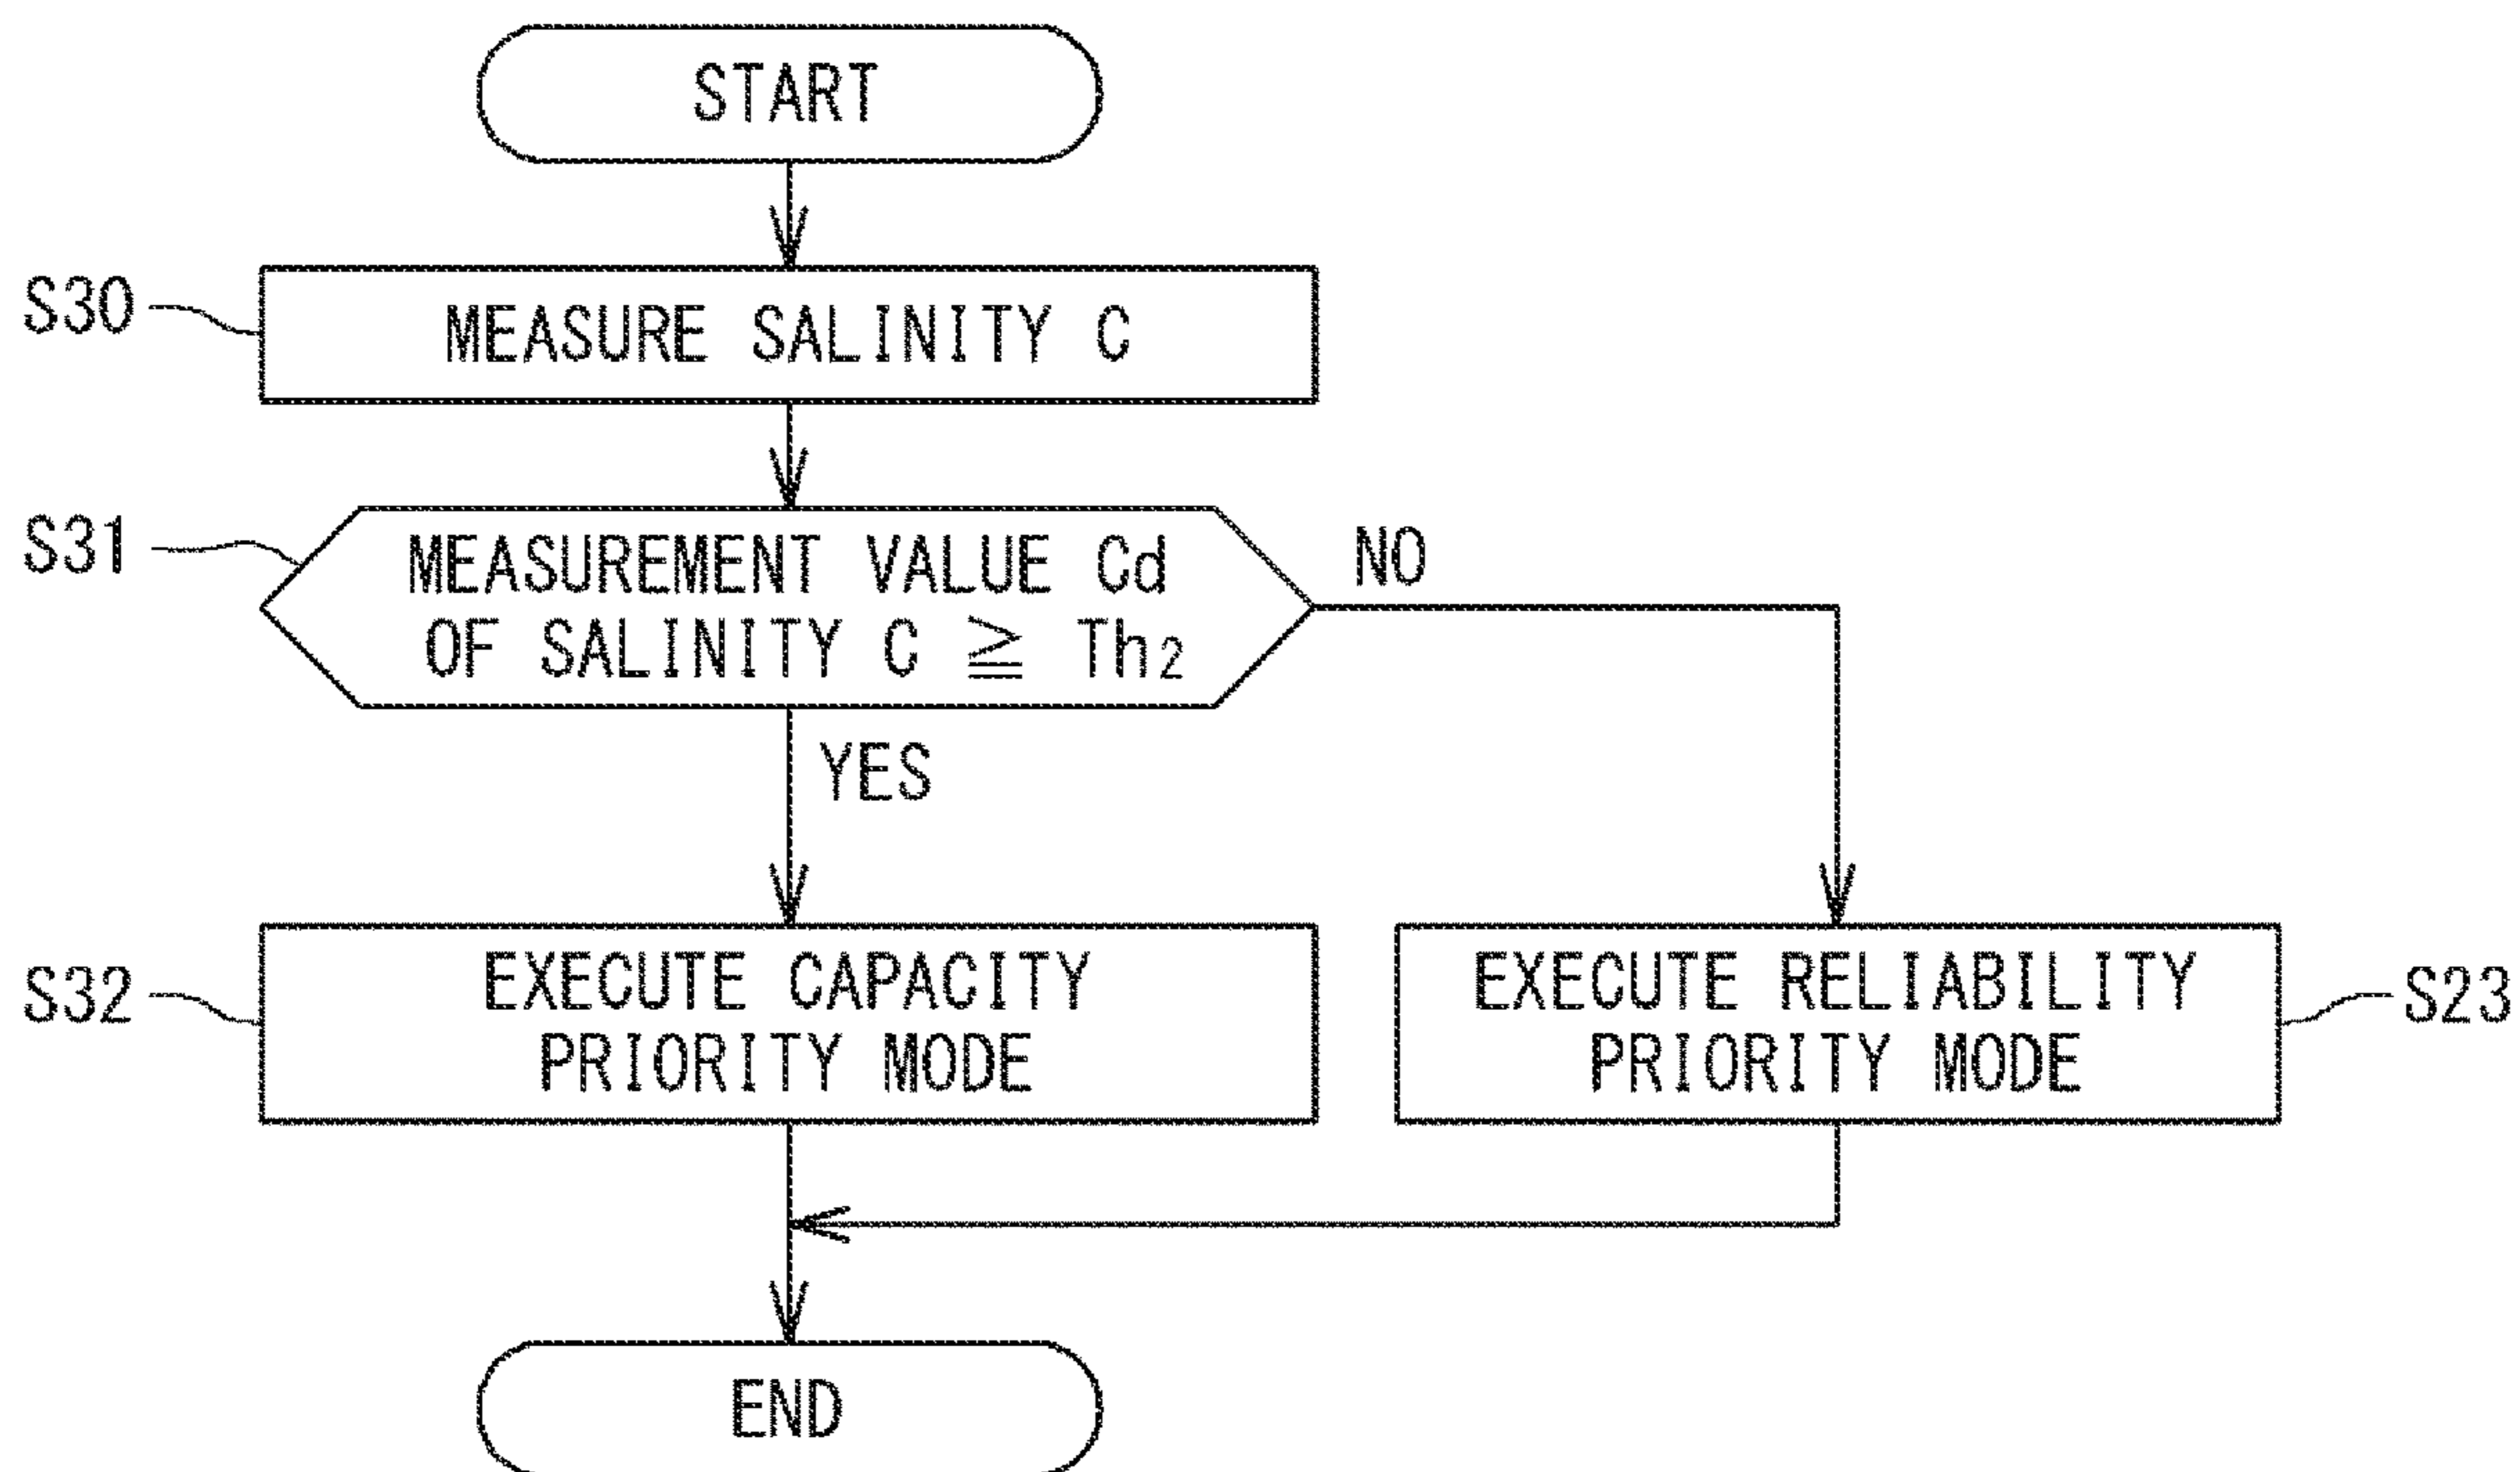 START
S30
MEASURE SALINITY C
S31
MEASUREMENT VALUE Cd
OF SALINITY C ≧ Th2
NO
YES
S32
EXECUTE CAPACITY
PRIORITY MODE
EXECUTE RELIABILITY
PRIORITY MODE
S23
END